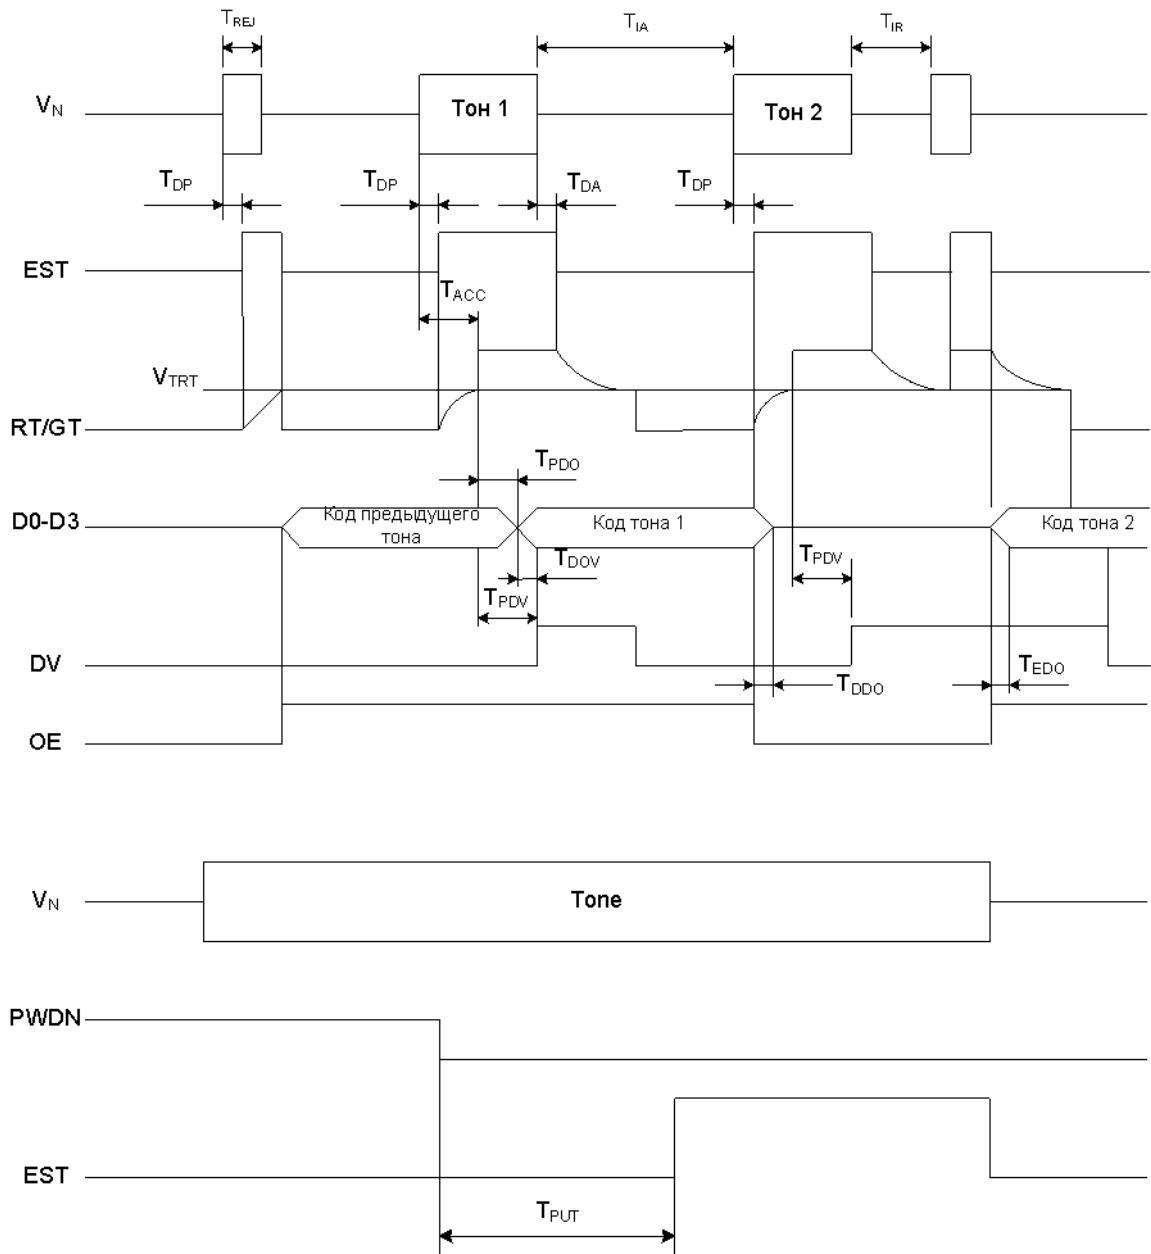 TREJ
TIA
TIR
VN
Тон 1
Тон 2
TDP
TDP
TDA
TDP
EST
TACC
VTRT
RT/GT
TPDO
D0-D3
Код предыдущего
тона
Код тона 1
Код тона 2
TDOV
TPDV
TPDV
DV
TDDO
TEDO
OE
VN
Tone
PWDN
EST
TPUT